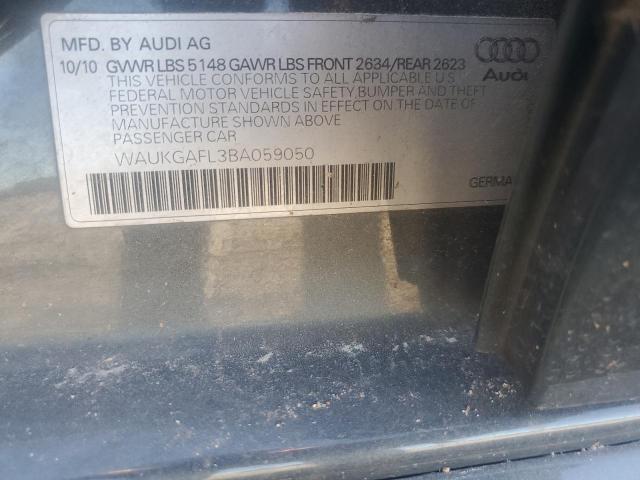 MFD. BY AUDI AG
10/10 GVWR LBS 5148 GAWR LBS FRONT 2634/REAR 2623
THIS VEHICLE CONFORMS TO ALL APPLICABLE U.S
FEDERAL MOTOR VEHICLE SAFETY,BUMPER AND THEFT
PREVENTION STANDARDS IN EFFECT ON THE DATE OF
MANUFACTURE SHOWN ABOVE
PASSENGER CAR
WAUKGAFL3BA059050
Audi
GERMA